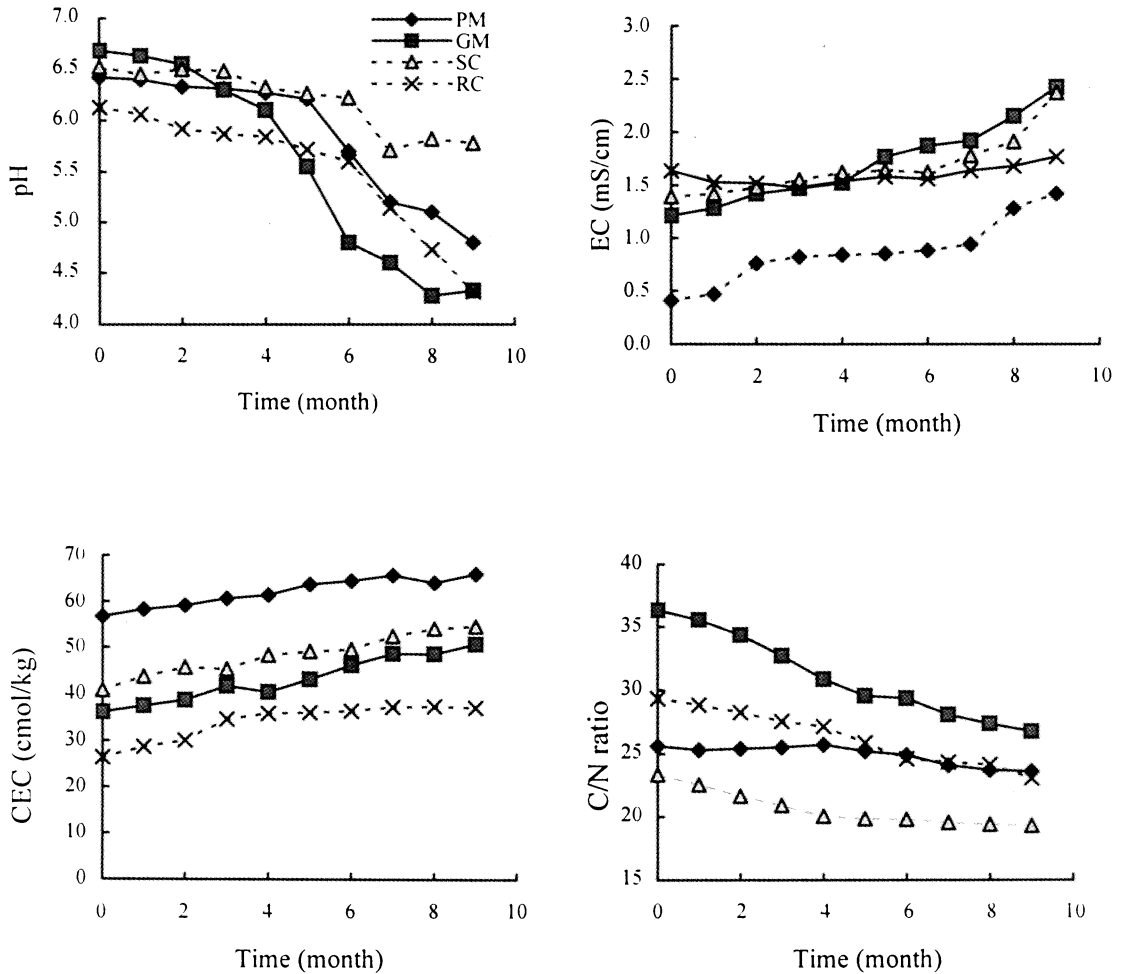 7.0
6.5
6.0
5.5
5.0
4.5
4.0
pH
PM
GM
SC
RC
0 2 4 6 8 10
Time (month)
3.0
2.5
2.0
1.5
1.0
0.5
0.0
EC (mS/cm)
0 2 4 6 8 10
Time (month)
70
60
50
40
30
20
10
0
CEC (cmol/kg)
0 2 4 6 8 10
Time (month)
40
35
30
25
20
15
C/N ratio
0 2 4 6 8 10
Time (month)